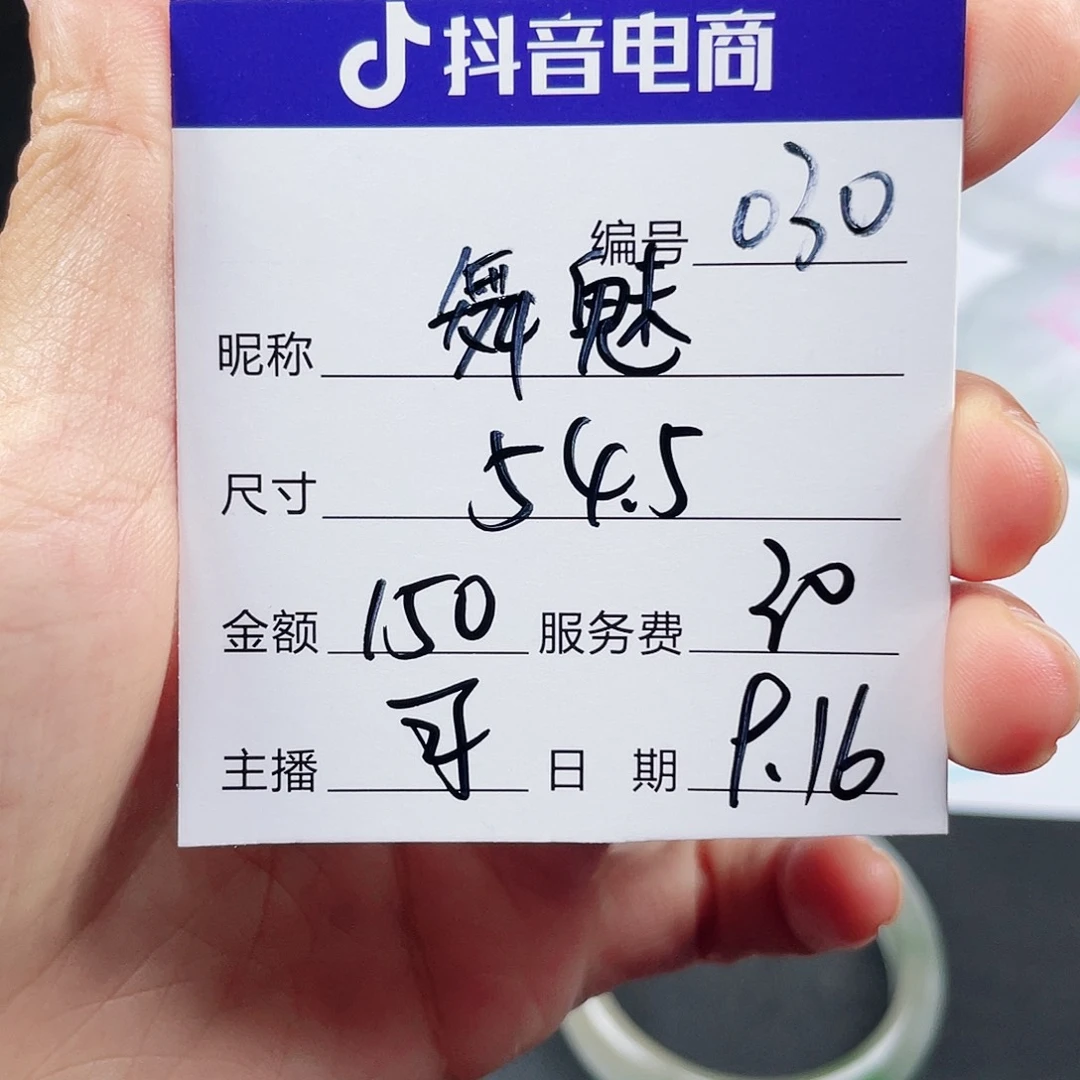 抖音电商
编号 030
昵称 舞魅
尺寸 54.5
金额 150 服务费
主播 日期 9.16